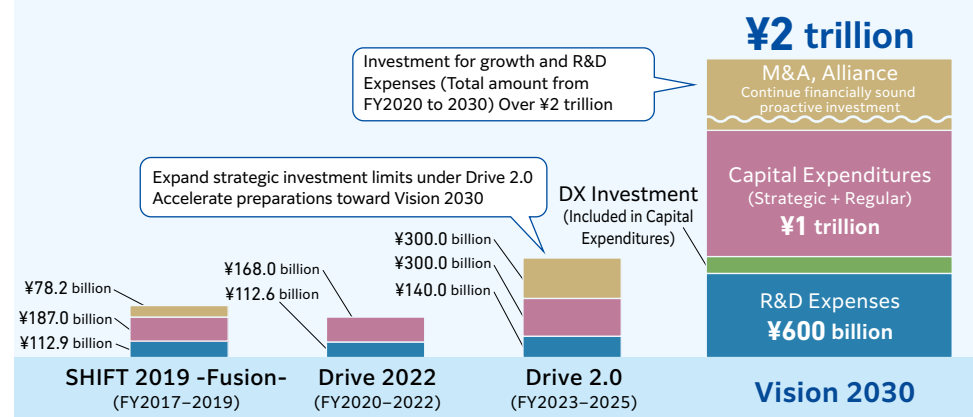 ¥2 trillion
Investment for growth and R&D
Expenses (Total amount from
FY2020 to 2030) Over ¥2 trillion
M&A, Alliance
Continue financially sound
proactive investment
Expand strategic investment limits under Drive 2.0
Accelerate preparations toward Vision 2030
DX Investment
(Included in Capital
Expenditures)
Capital Expenditures
(Strategic + Regular)
¥1 trillion
¥78.2 billion
¥187.0 billion
¥112.9 billion
¥168.0 billion
¥112.6 billion
¥300.0 billion
¥300.0 billion
¥140.0 billion
R&D Expenses
¥600 billion
SHIFT 2019 -Fusion-
(FY2017–2019)
Drive 2022
(FY2020–2022)
Drive 2.0
(FY2023–2025)
Vision 2030